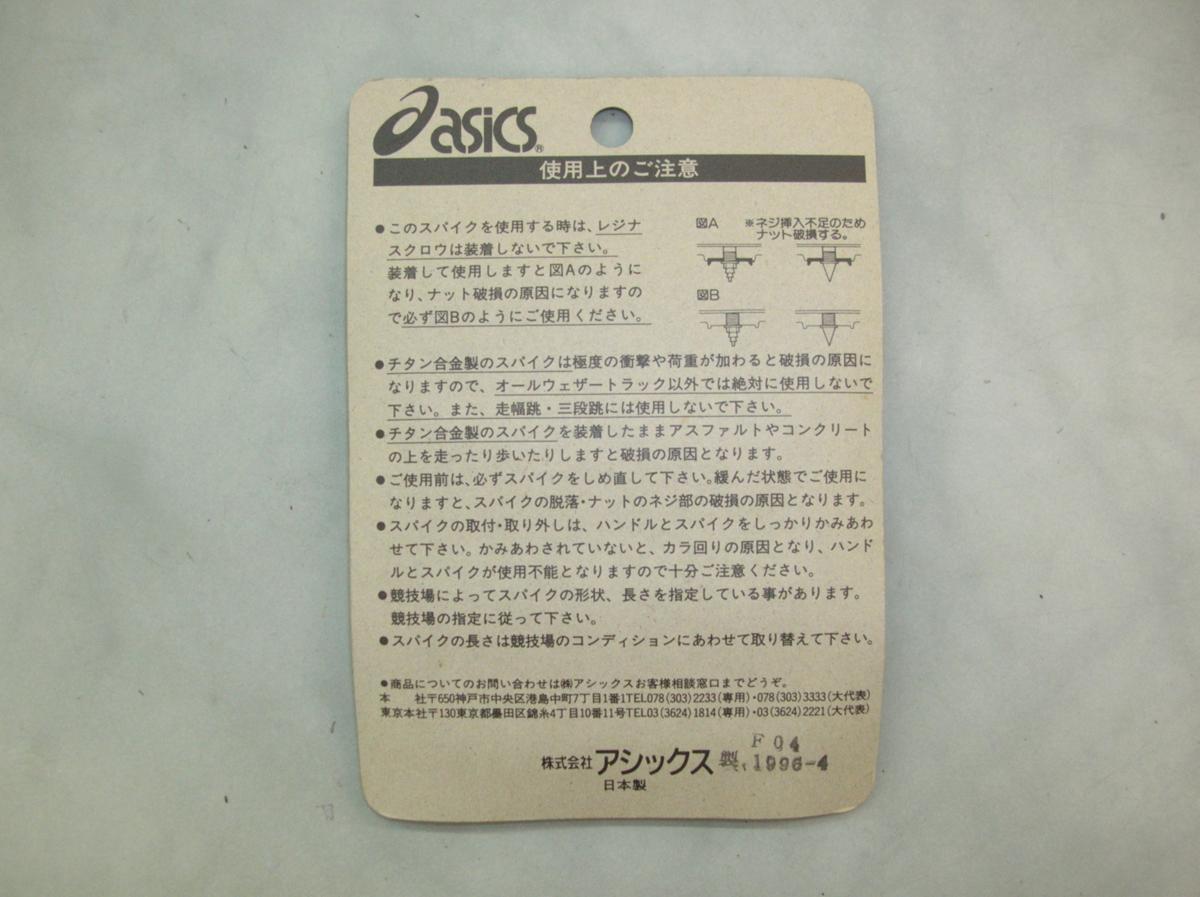 asics®
使用上のご注意
●このスパイクを使用する時は、レジナ
スクロウは装着しないで下さい。
装着して使用しますと図Aのように
なり、ナット破損の原因になりますの
で必ず図Bのようにご使用ください。
図A ※ネジ挿入不足のため
ナット破損する。
図B
●チタン合金製のスパイクは極度の衝撃や荷重が加わると破損の原因に
なりますので、オールウェザートラック以外では絶対に使用しないで
下さい。また、走幅跳・三段跳には使用しないで下さい。
●チタン合金製のスパイクを装着したままアスファルトやコンクリート
の上を走ったり歩いたりしますと破損の原因となります。
●ご使用前は、必ずスパイクをしめ直して下さい。緩んだ状態でご使用に
なりますと、スパイクの脱落・ナットのネジ部の破損の原因となります。
●スパイクの取付・取り外しは、ハンドルとスパイクをしっかりかみあわ
せて下さい。かみあわされていないと、カラ回りの原因となり、ハンド
ルとスパイクが使用不能となりますので十分ご注意ください。
●競技場によってスパイクの形状、長さを指定している事があります。
競技場の指定に従って下さい。
●スパイクの長さは競技場のコンディションにあわせて取り替えて下さい。
●商品についてのお問い合わせは㈱アシックスお客様相談窓口までどうぞ。
本 社〒650神戸市中央区港島中町7丁目1番1TEL078(303)2233(専用)・078(303)3333(大代表)
東京本社〒130東京都墨田区錦糸4丁目10番11号TEL03(3624)1814(専用)・03(3624)2221(大代表)
F 04
株式会社アシックス 製 1996-4
日本製